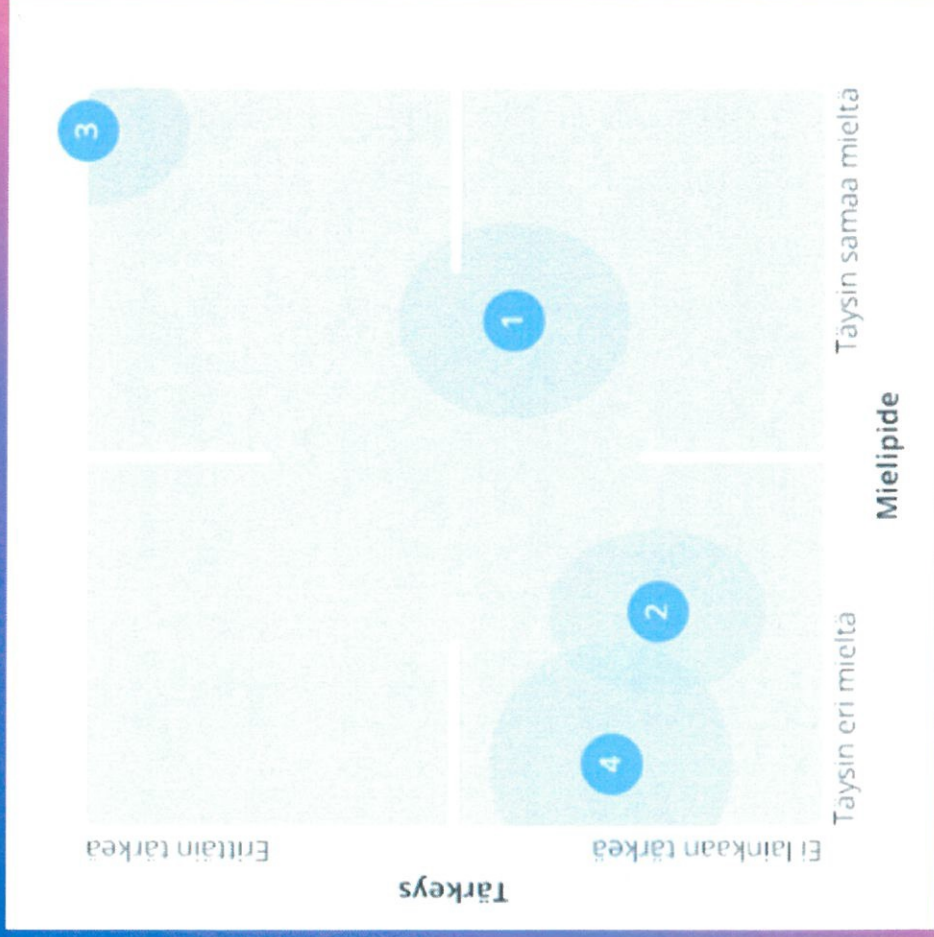 Erittäin tärkeä
3
Tärkeys
1
4
2
Ei lainkaan tärkeä
Täysin eri mieltä
Täysin samaa mieltä
Mielipide